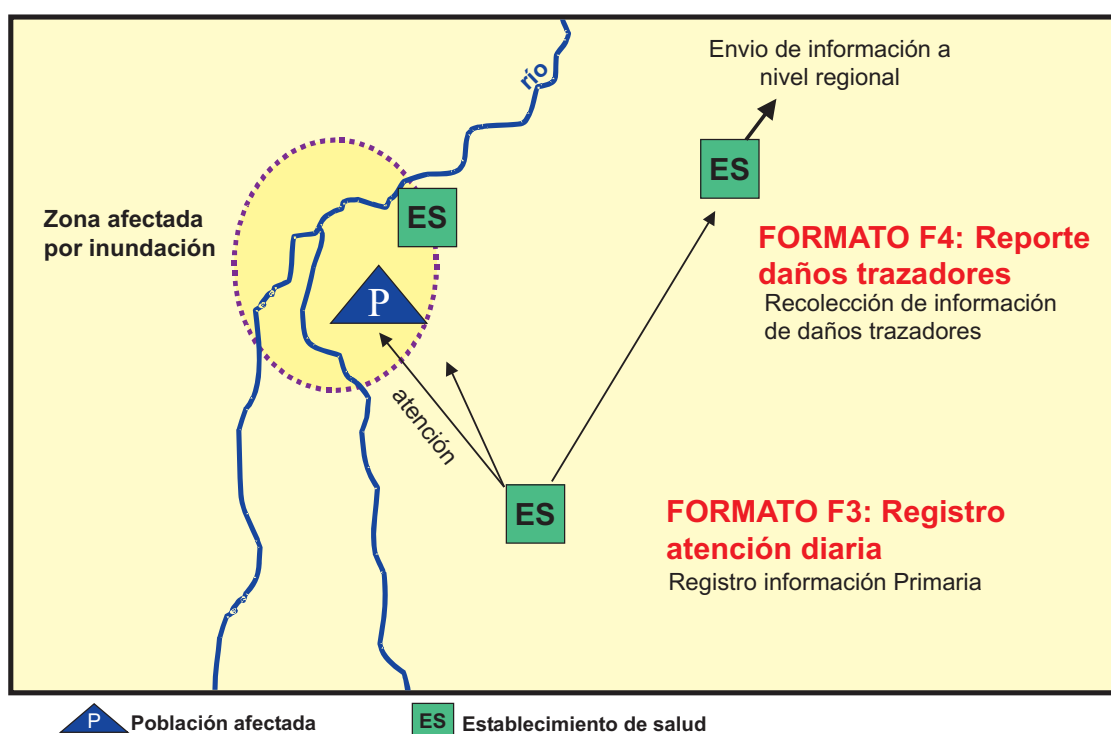 Envio de información a
nivel regional
río
ES
ES
Zona afectada
por inundación
FORMATO F4: Reporte
daños trazadores
Recolección de información
de daños trazadores
P
atención
ES
FORMATO F3: Registro
atención diaria
Registro información Primaria
P Población afectada
ES Establecimiento de salud